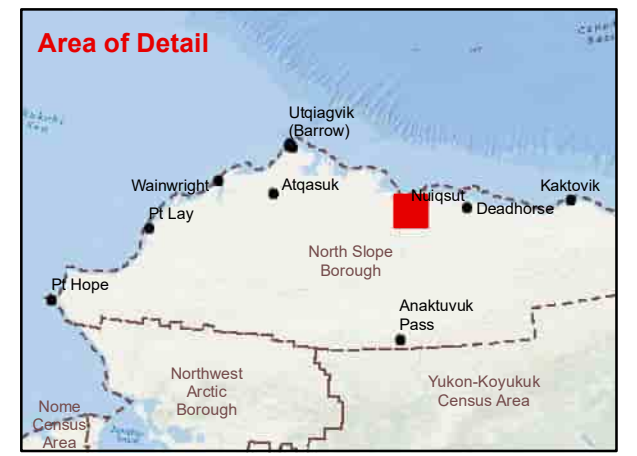 Area of Detail
Utqiagvik
(Barrow)
Wainwright
Atqasuk
Nuiqsut
Kaktovik
Deadhorse
Pt Lay
North Slope
Borough
Pt Hope
Anaktuvuk
Pass
Northwest
Arctic
Borough
Yukon-Koyukuk
Census Area
Nome
Census
Area